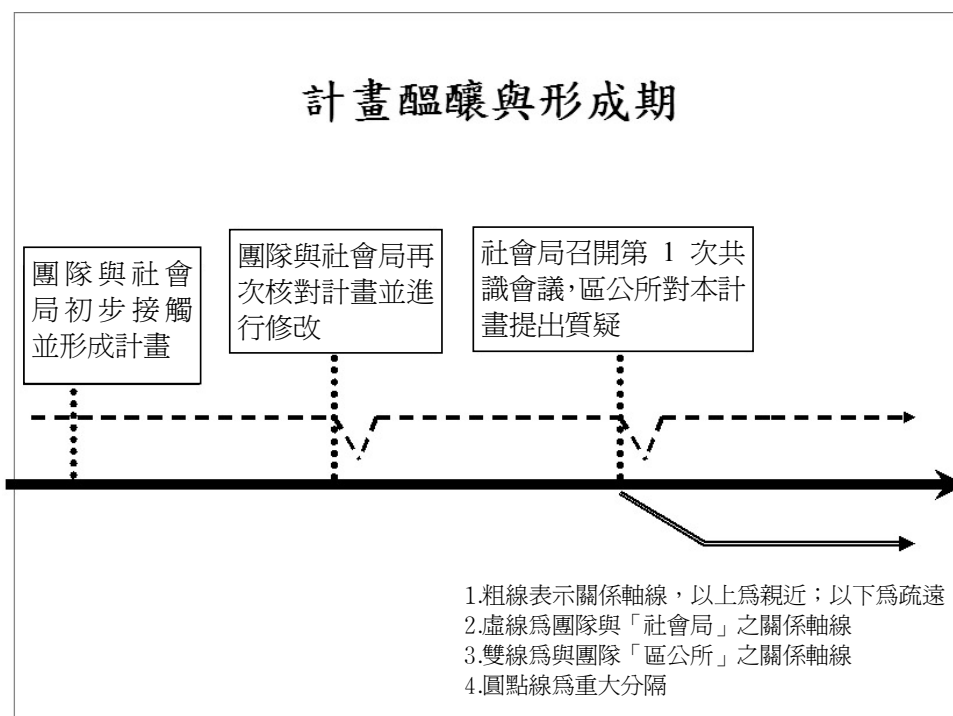 計畫醞釀與形成期
團隊與社會
局初步接觸
並形成計畫
團隊與社會局再
次核對計畫並進
行修改
社會局召開第 1 次共
識會議，區公所對本計
畫提出質疑
1.粗線表示關係軸線，以上為親近；以下為疏遠
2.虛線為團隊與「社會局」之關係軸線
3.雙線為與團隊「區公所」之關係軸線
4.圓點線為重大分隔